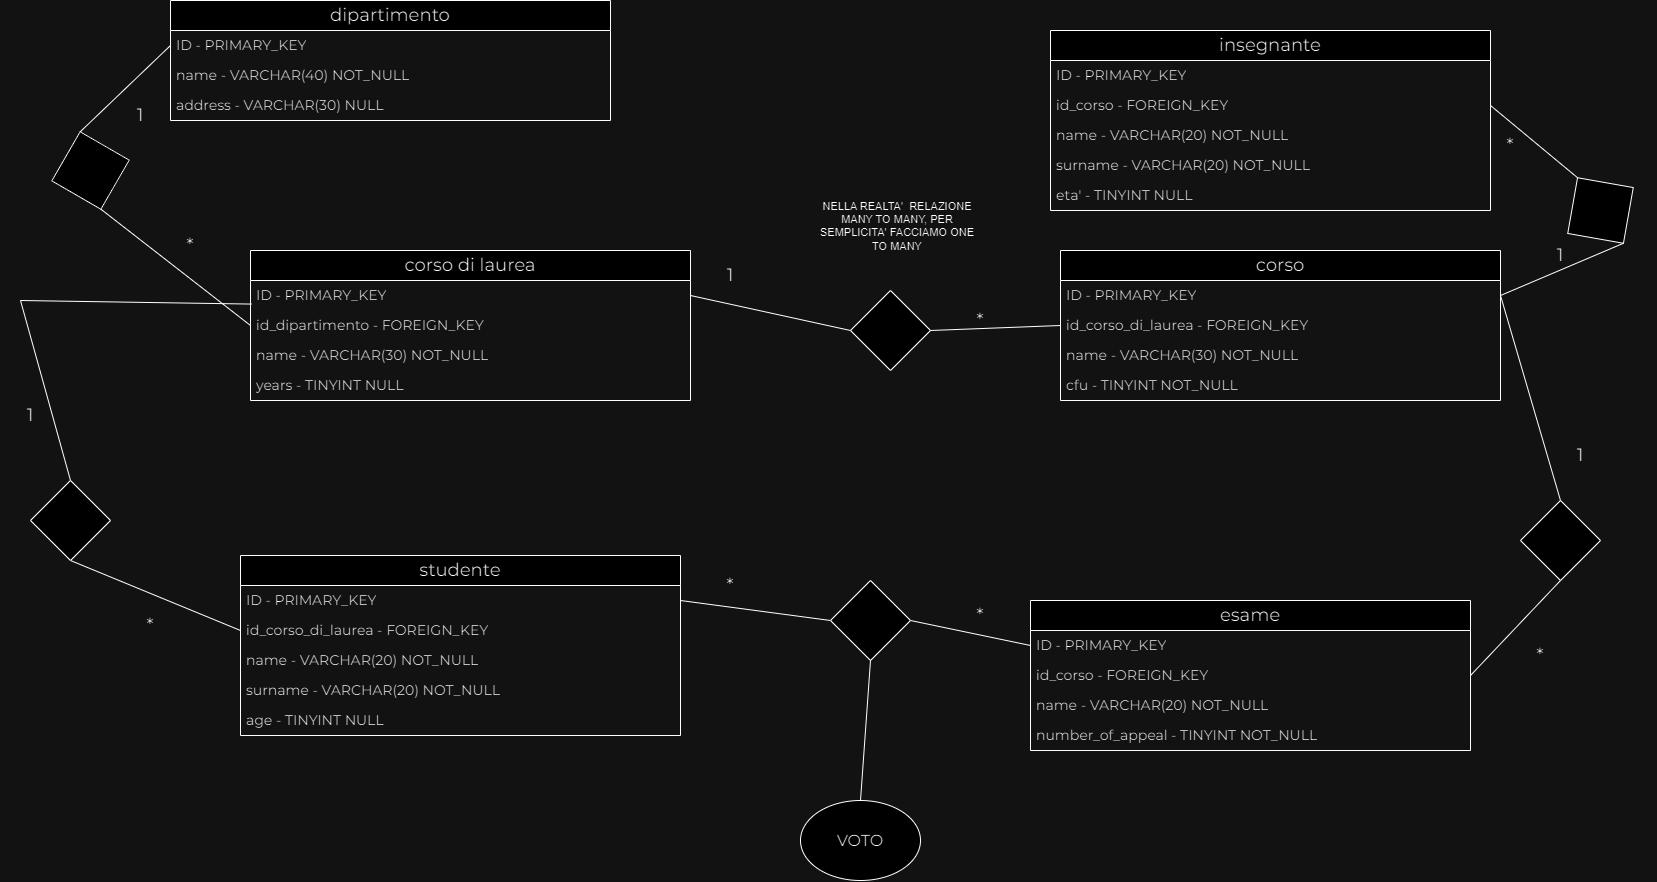 dipartimento
ID - PRIMARY_KEY
name - VARCHAR(40) NOT_NULL
address - VARCHAR(30) NULL
1
*
insegnante
ID - PRIMARY_KEY
id_corso - FOREIGN_KEY
name - VARCHAR(20) NOT_NULL
surname - VARCHAR(20) NOT_NULL
eta' - TINYINT NULL
*
1
NELLA REALTA' RELAZIONE
MANY TO MANY, PER
SEMPLICITA' FACCIAMO ONE
TO MANY
corso di laurea
ID - PRIMARY_KEY
id_dipartimento - FOREIGN_KEY
name - VARCHAR(30) NOT_NULL
years - TINYINT NULL
1
*
corso
ID - PRIMARY_KEY
id_corso_di_laurea - FOREIGN_KEY
name - VARCHAR(30) NOT_NULL
cfu - TINYINT NOT_NULL
1
*
1
*
studente
ID - PRIMARY_KEY
id_corso_di_laurea - FOREIGN_KEY
name - VARCHAR(20) NOT_NULL
surname - VARCHAR(20) NOT_NULL
age - TINYINT NULL
*
*
esame
ID - PRIMARY_KEY
id_corso - FOREIGN_KEY
name - VARCHAR(20) NOT_NULL
number_of_appeal - TINYINT NOT_NULL
VOTO